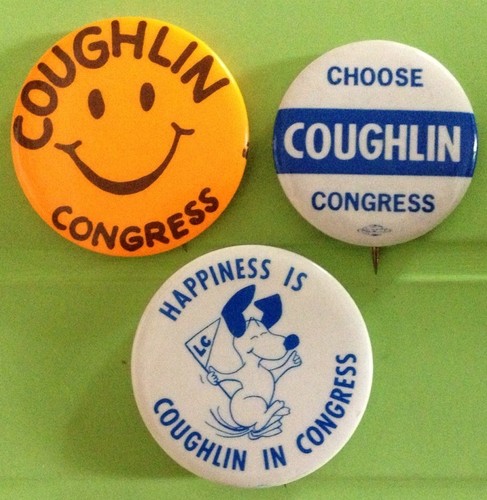 COUGHLIN
CONGRESS
CHOOSE
COUGHLIN
CONGRESS
HAPPINESS IS
LC
COUGHLIN IN CONGRESS